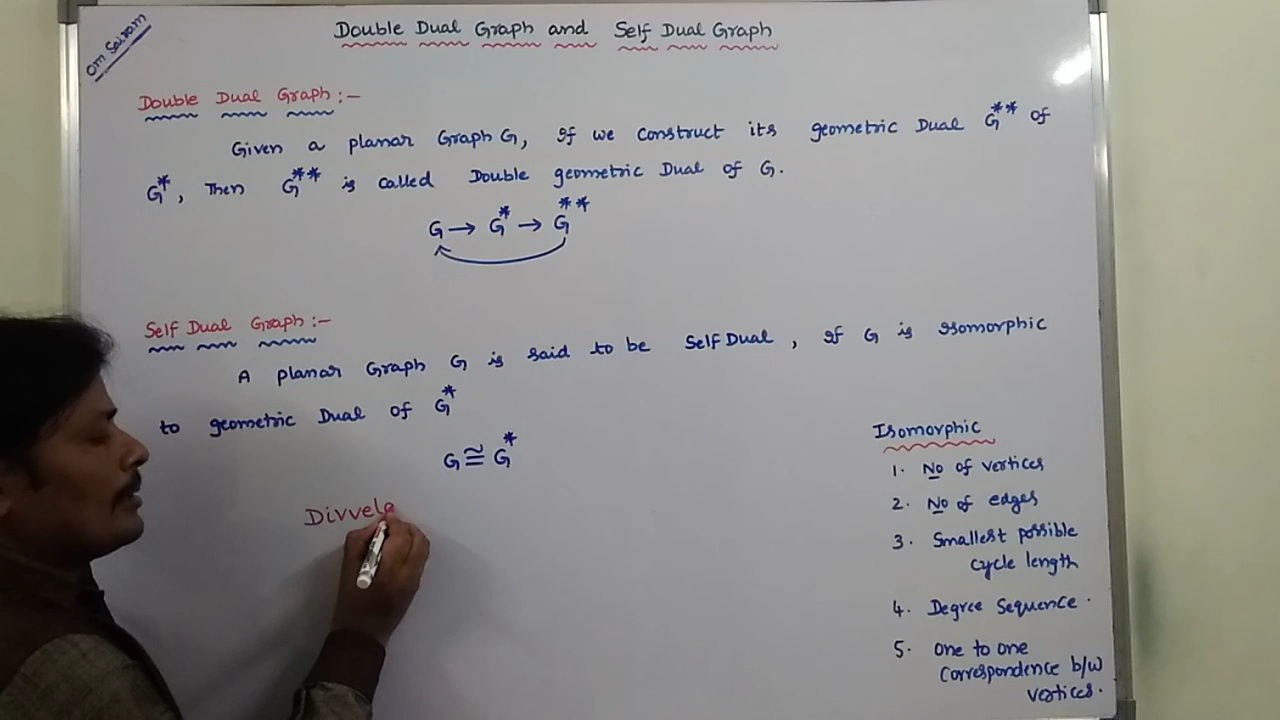 Om Sairam
Double Dual Graph and Self Dual Graph
Double Dual Graph :-
Given a planar Graph G, If we construct its geometric Dual G** of
G*, Then G** is called Double geometric Dual of G.
G → G* → G**
Self Dual Graph :-
A planar Graph G is said to be Self Dual, If G is Isomorphic
to geometric Dual of G*
G ≅ G*
Divvela
Isomorphic
1. No of vertices
2. No of edges
3. Smallest possible
cycle length
4. Degree Sequence.
5. One to one
Correspondence b/w
vertices.